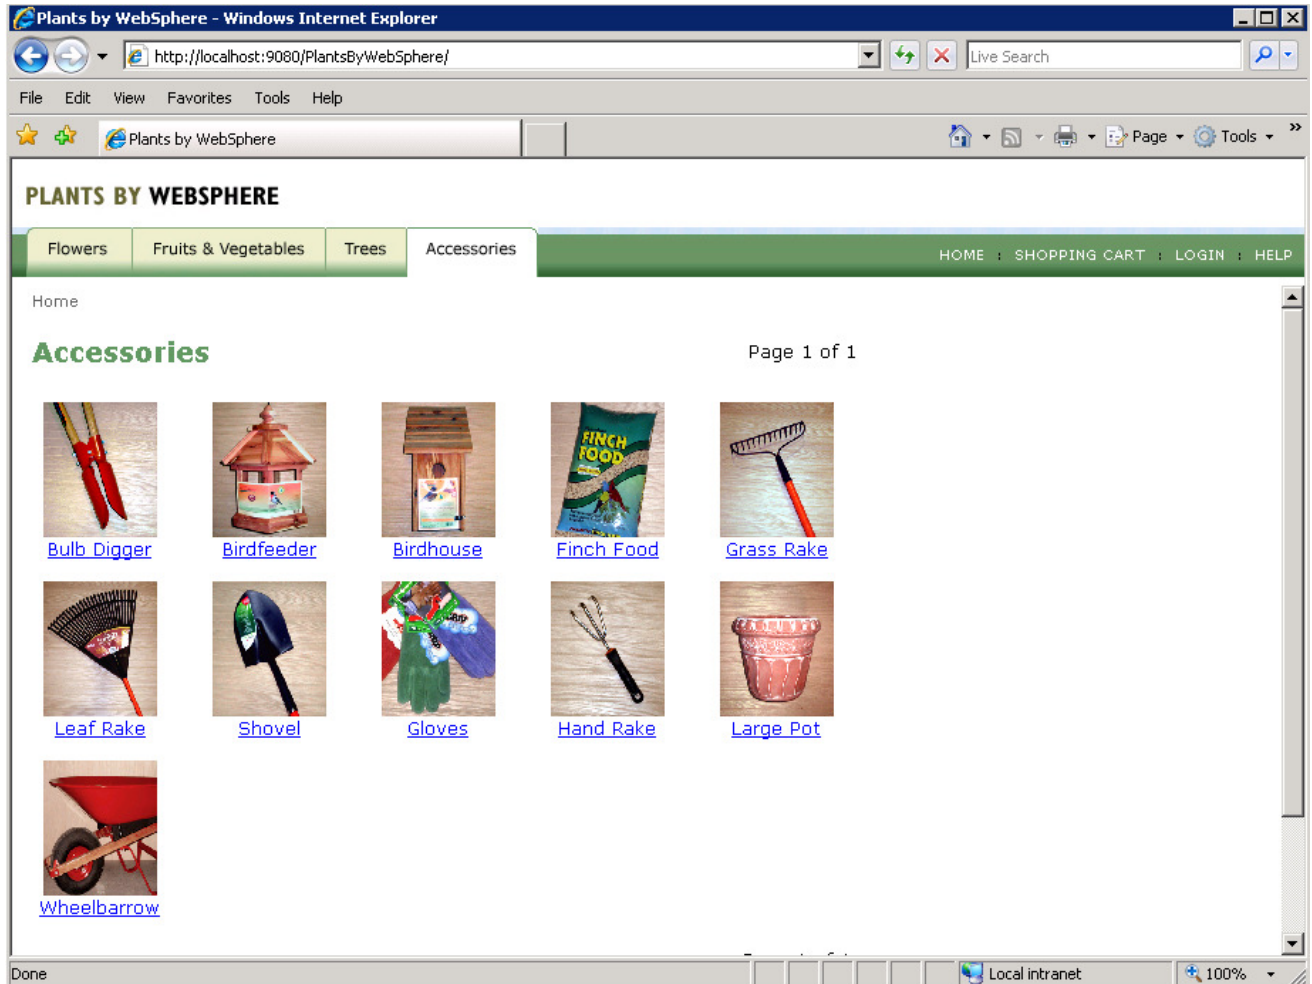 Plants by WebSphere - Windows Internet Explorer
http://localhost:9080/PlantsByWebSphere/
Live Search
File Edit View Favorites Tools Help
Plants by WebSphere
Page Tools »
PLANTS BY WEBSPHERE
Flowers Fruits & Vegetables Trees Accessories
HOME : SHOPPING CART : LOGIN : HELP
Home
Accessories Page 1 of 1
FINCH
FOOD
Bulb Digger Birdfeeder Birdhouse Finch Food Grass Rake
Leaf Rake Shovel Gloves Hand Rake Large Pot
Wheelbarrow
Done Local intranet 100%